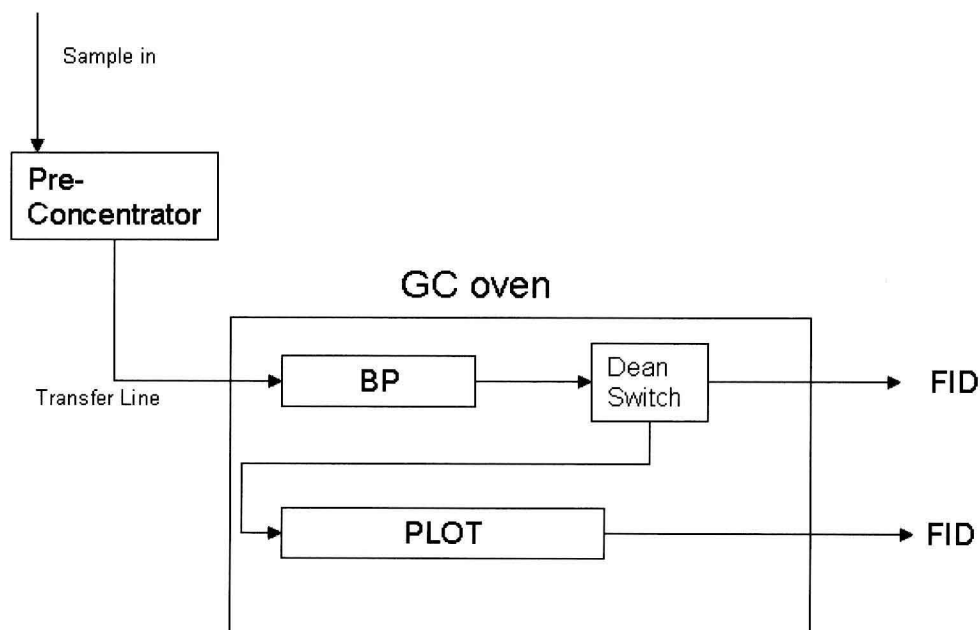 Sample in
Pre-
Concentrator
GC oven
Transfer Line
BP
Dean
Switch
FID
PLOT
FID